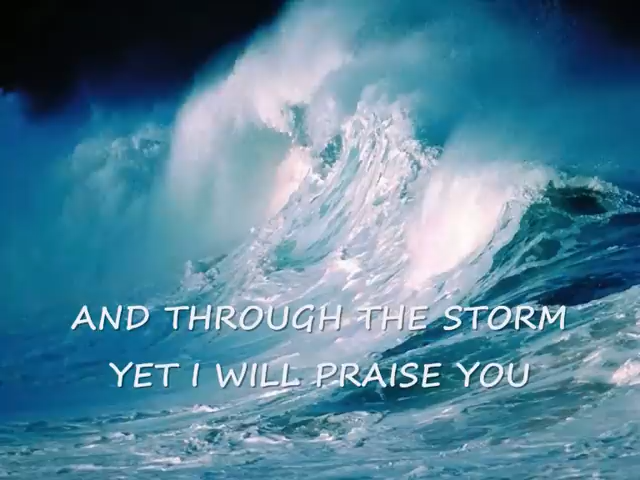 AND THROUGH THE STORM
YET I WILL PRAISE YOU